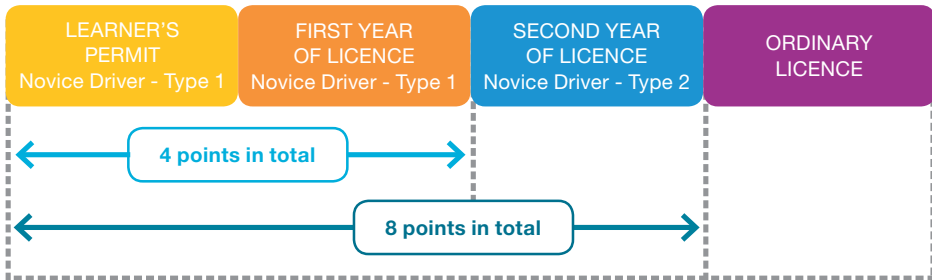 LEARNER'S
PERMIT
Novice Driver - Type 1
FIRST YEAR
OF LICENCE
Novice Driver - Type 1
SECOND YEAR
OF LICENCE
Novice Driver - Type 2
ORDINARY
LICENCE
4 points in total
8 points in total